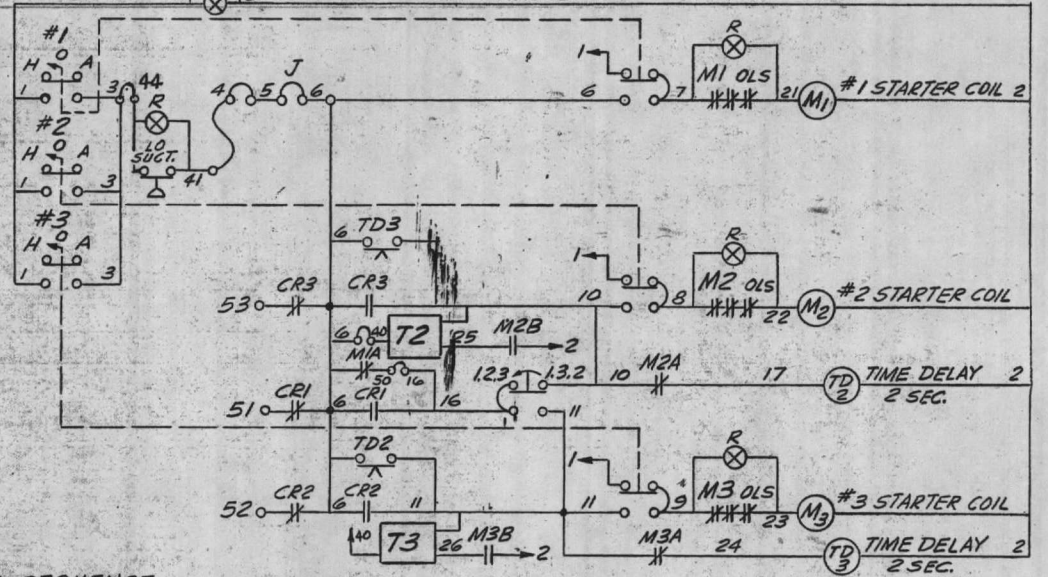 #1
H A
1 3 44
R
#2
LO
SUCT.
H A
1 3
41
#3
H A
1 3
4 5 J 6
1
R
M1 OLS
6 7 21 M1 #1 STARTER COIL 2
TD3
6
53 CR3 CR3
10
1
R
M2 OLS
8 22 M2 #2 STARTER COIL
6 40 T2 25 M2B 2
M1A
50 16
1.2.3 1.3.2 10 M2A 17 TD 2 TIME DELAY 2
2 SEC.
51 CR1 6 CR1 16 11
TD2
1
R
M3 OLS
52 CR2 6 CR2 11 11 9 23 M3 #3 STARTER COIL
40 T3 26 M3B 2
M3A 24 TD 3 TIME DELAY 2
2 SEC.